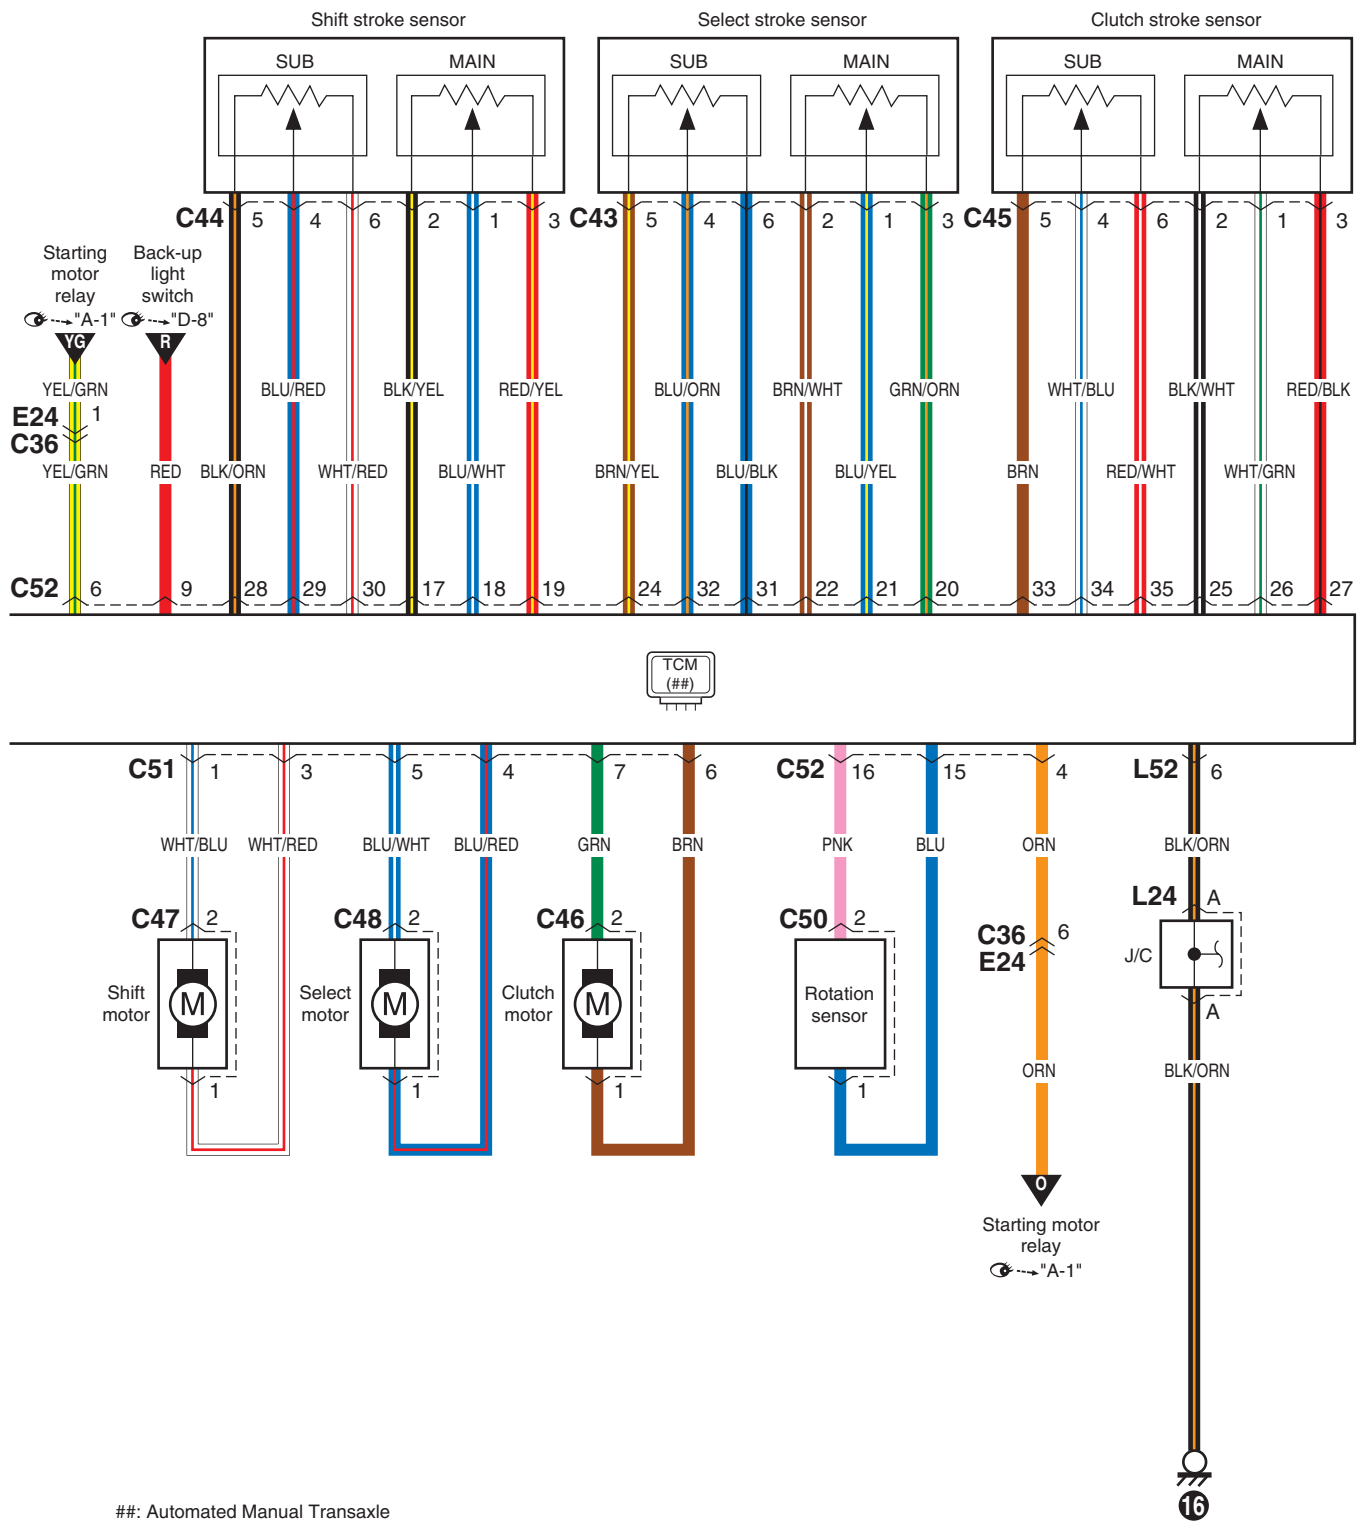 Shift stroke sensor Select stroke sensor Clutch stroke sensor
SUB MAIN SUB MAIN SUB MAIN
C44 5 4 6 2 1 3 C43 5 4 6 2 1 3 C45 5 4 6 2 1 3
Starting motor relay
"A-1"
YG
Back-up light switch
"D-8"
R
YEL/GRN BLU/RED BLK/YEL RED/YEL BLU/ORN BRN/WHT GRN/ORN WHT/BLU BLK/WHT RED/BLK
E24 1
C36
YEL/GRN RED BLK/ORN WHT/RED BLU/WHT BRN/YEL BLU/BLK BLU/YEL BRN RED/WHT WHT/GRN
C52 6 9 28 29 30 17 18 19 24 32 31 22 21 20 33 34 35 25 26 27
TCM
(##)
C51 1 3 5 4 7 6 C52 16 15 4 L52 6
WHT/BLU WHT/RED BLU/WHT BLU/RED GRN BRN PNK BLU ORN BLK/ORN
L24 A
C47 2 C48 2 C46 2 C50 2
C36 6
E24
J/C
Shift motor
M
Select motor
M
Clutch motor
M
Rotation sensor
A
ORN BLK/ORN
1 1 1 1
O
Starting motor
relay
"A-1"
16
##: Automated Manual Transaxle